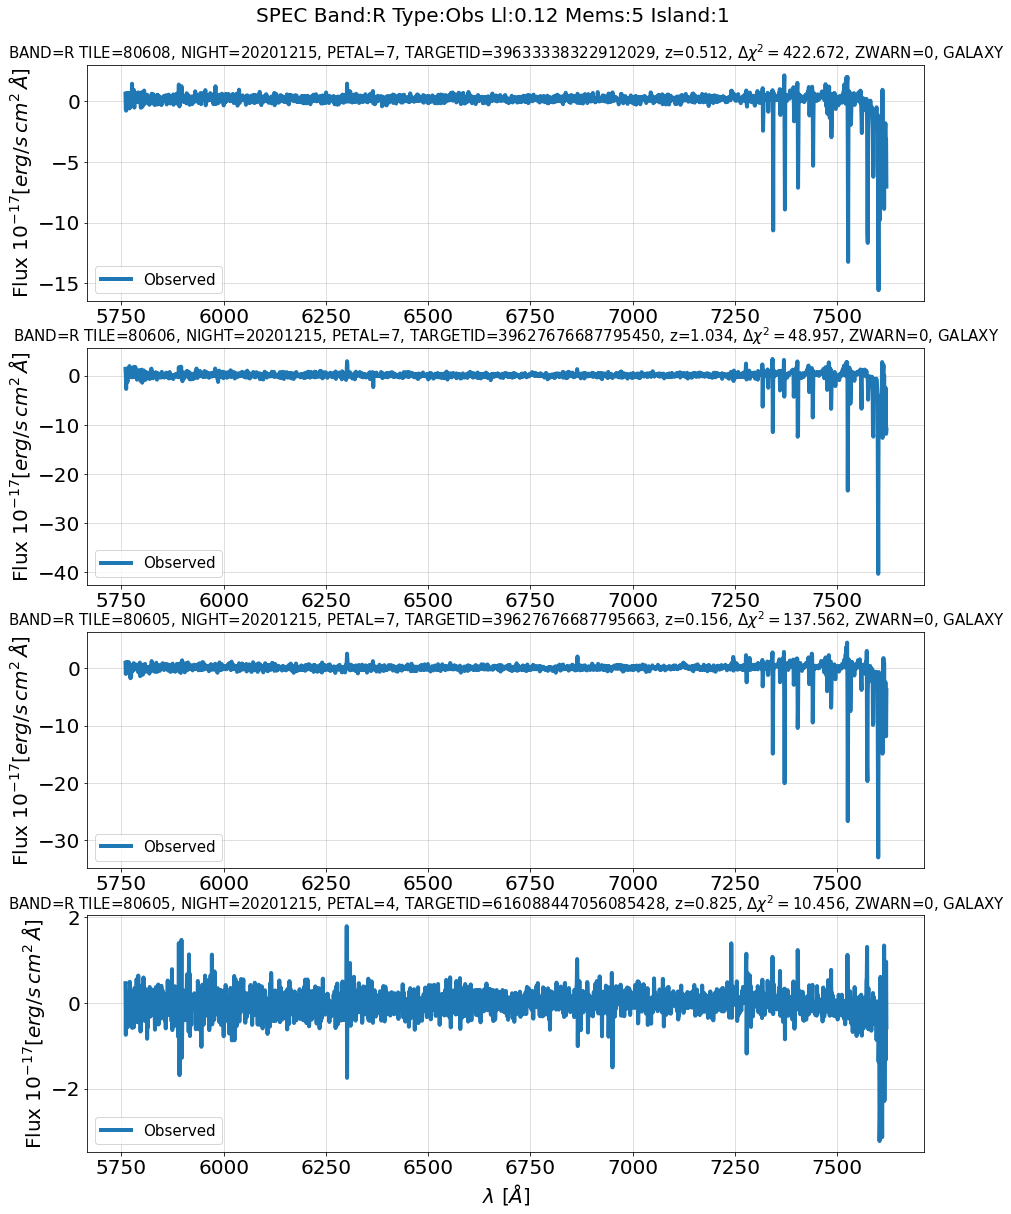 SPEC Band:R Type:Obs Ll:0.12 Mems:5 Island:1
BAND=R TILE=80608, NIGHT=20201215, PETAL=7, TARGETID=39633338322912029, z=0.512, Δχ² = 422.672, ZWARN=0, GALAXY
Flux 10⁻¹⁷[erg/s cm² Å]
0
−5
−10
−15
Observed
5750 6000 6250 6500 6750 7000 7250 7500
BAND=R TILE=80606, NIGHT=20201215, PETAL=7, TARGETID=39627676687795450, z=1.034, Δχ² = 48.957, ZWARN=0, GALAXY
Flux 10⁻¹⁷[erg/s cm² Å]
0
−10
−20
−30
−40
Observed
5750 6000 6250 6500 6750 7000 7250 7500
BAND=R TILE=80605, NIGHT=20201215, PETAL=7, TARGETID=39627676687795663, z=0.156, Δχ² = 137.562, ZWARN=0, GALAXY
Flux 10⁻¹⁷[erg/s cm² Å]
0
−10
−20
−30
Observed
5750 6000 6250 6500 6750 7000 7250 7500
BAND=R TILE=80605, NIGHT=20201215, PETAL=4, TARGETID=616088447056085428, z=0.825, Δχ² = 10.456, ZWARN=0, GALAXY
Flux 10⁻¹⁷[erg/s cm² Å]
2
0
−2
Observed
5750 6000 6250 6500 6750 7000 7250 7500
λ [Å]